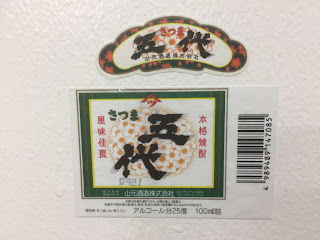 さつま
五代
山元酒造株式会社
さつま
五代
本格焼酎
風味佳良
山元酒造株式会社
アルコール分25度 100ml詰
4 989489 147085